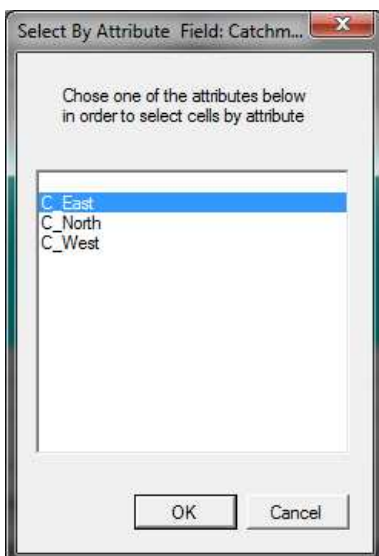 Select By Attribute Field: Catchm...
Chose one of the attributes below
in order to select cells by attribute
C_East
C_North
C_West
OK Cancel